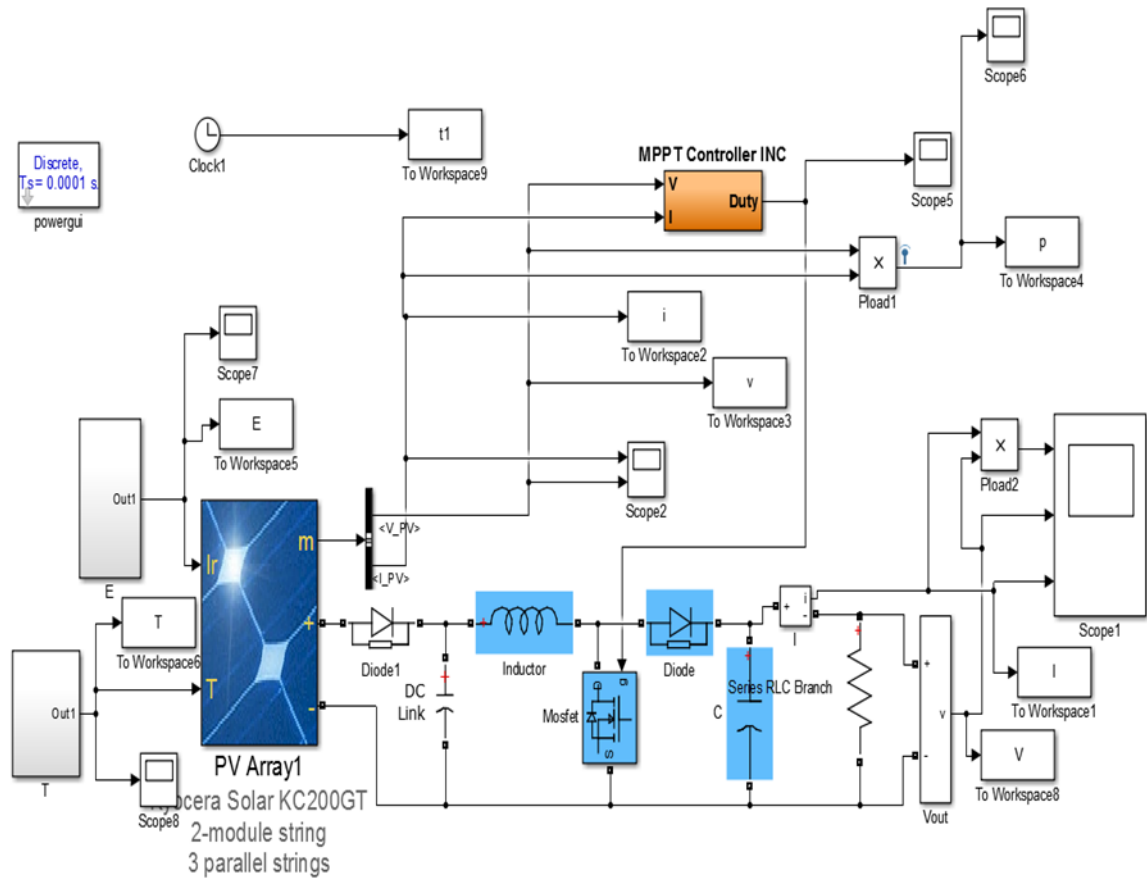 Scope6
t1
Clock1
To Workspace9
Discrete,
Ts = 0.0001 s.
powergui
MPPT Controller INC
V
I
Duty
Scope5
p
To Workspace4
X
Pload1
i
To Workspace2
Scope7
v
To Workspace3
E
To Workspace5
X
Pload2
Out1
Scope2
<V_PV>
Ir
m
E
<I_PV>
T
To Workspace6
+
Diode1
+
Inductor
Diode
+
i
-
I
Scope1
+
T
DC
Link
+
g
D
Mosfet
S
+
Series RLC Branch
C
+
+
v
-
I
To Workspace1
Out1
-
V
To Workspace8
PV Array1
T
Scope8
cera Solar KC200GT
2-module string
3 parallel strings
Vout